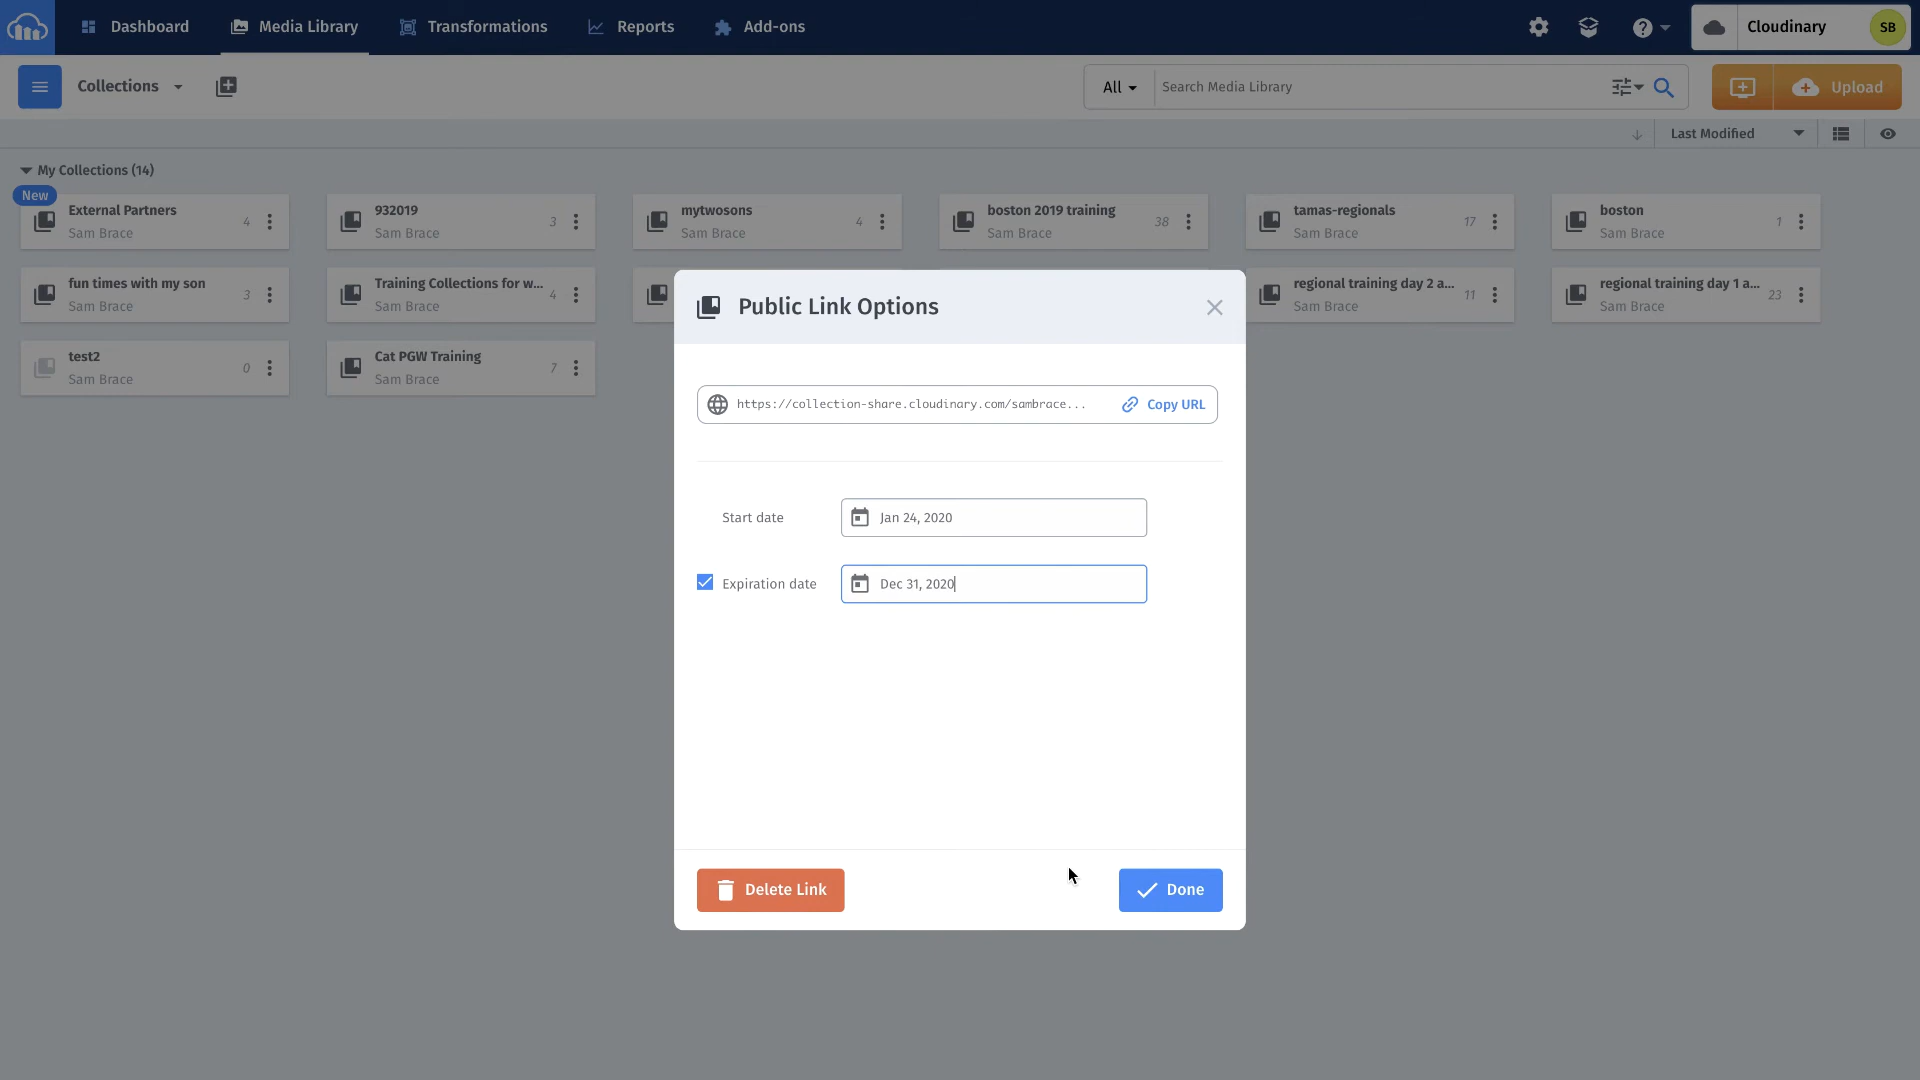 Dashboard
Media Library
Transformations
Reports
Add-ons
Cloudinary
SB
Collections
All
Search Media Library
Upload
Last Modified
My Collections (14)
New
External Partners
Sam Brace
4
932019
Sam Brace
3
mytwosons
Sam Brace
4
boston 2019 training
Sam Brace
38
tamas-regionals
Sam Brace
17
boston
Sam Brace
1
fun times with my son
Sam Brace
3
Training Collections for w...
Sam Brace
4
regional training day 2 a...
Sam Brace
11
regional training day 1 a...
Sam Brace
23
test2
Sam Brace
0
Cat PGW Training
Sam Brace
7
Public Link Options
https://collection-share.cloudinary.com/sambrace...
Copy URL
Start date
Jan 24, 2020
Expiration date
Dec 31, 2020
Delete Link
Done